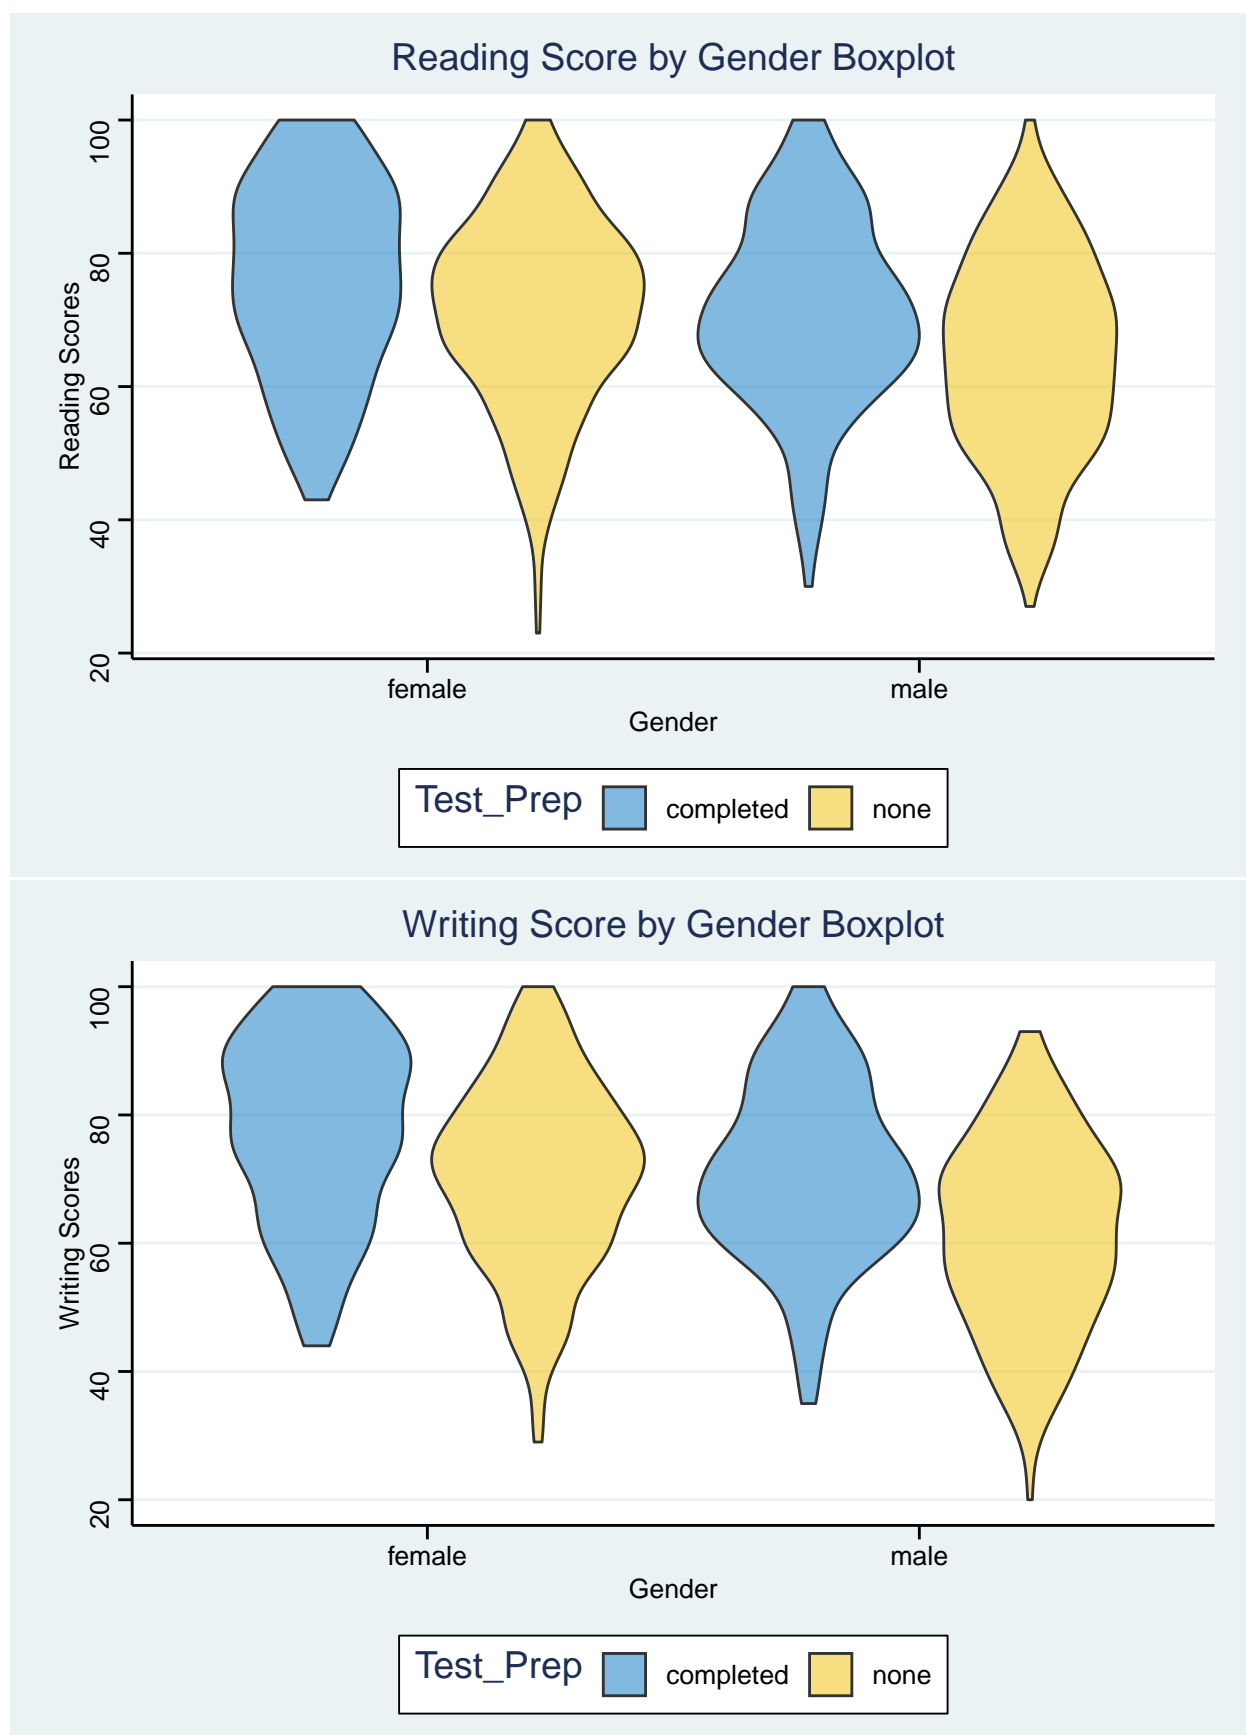 Reading Score by Gender Boxplot
100
80
60
40
20
Reading Scores
female male
Gender
Test_Prep completed none
Writing Score by Gender Boxplot
100
80
60
40
20
Writing Scores
female male
Gender
Test_Prep completed none